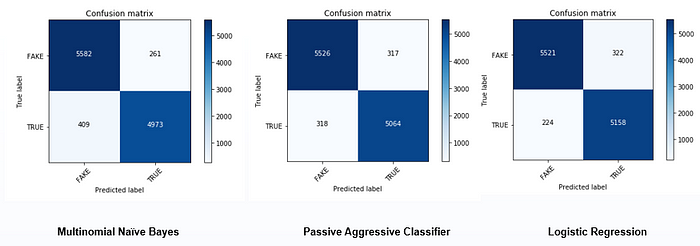 Confusion matrix
FAKE
TRUE
True label
5582 261
409 4973
FAKE TRUE
Predicted label
5000
4000
3000
2000
1000
Multinomial Naïve Bayes
Confusion matrix
FAKE
TRUE
True label
5526 317
318 5064
FAKE TRUE
Predicted label
5000
4000
3000
2000
1000
Passive Aggressive Classifier
Confusion matrix
FAKE
TRUE
True label
5521 322
224 5158
FAKE TRUE
Predicted label
5000
4000
3000
2000
1000
Logistic Regression